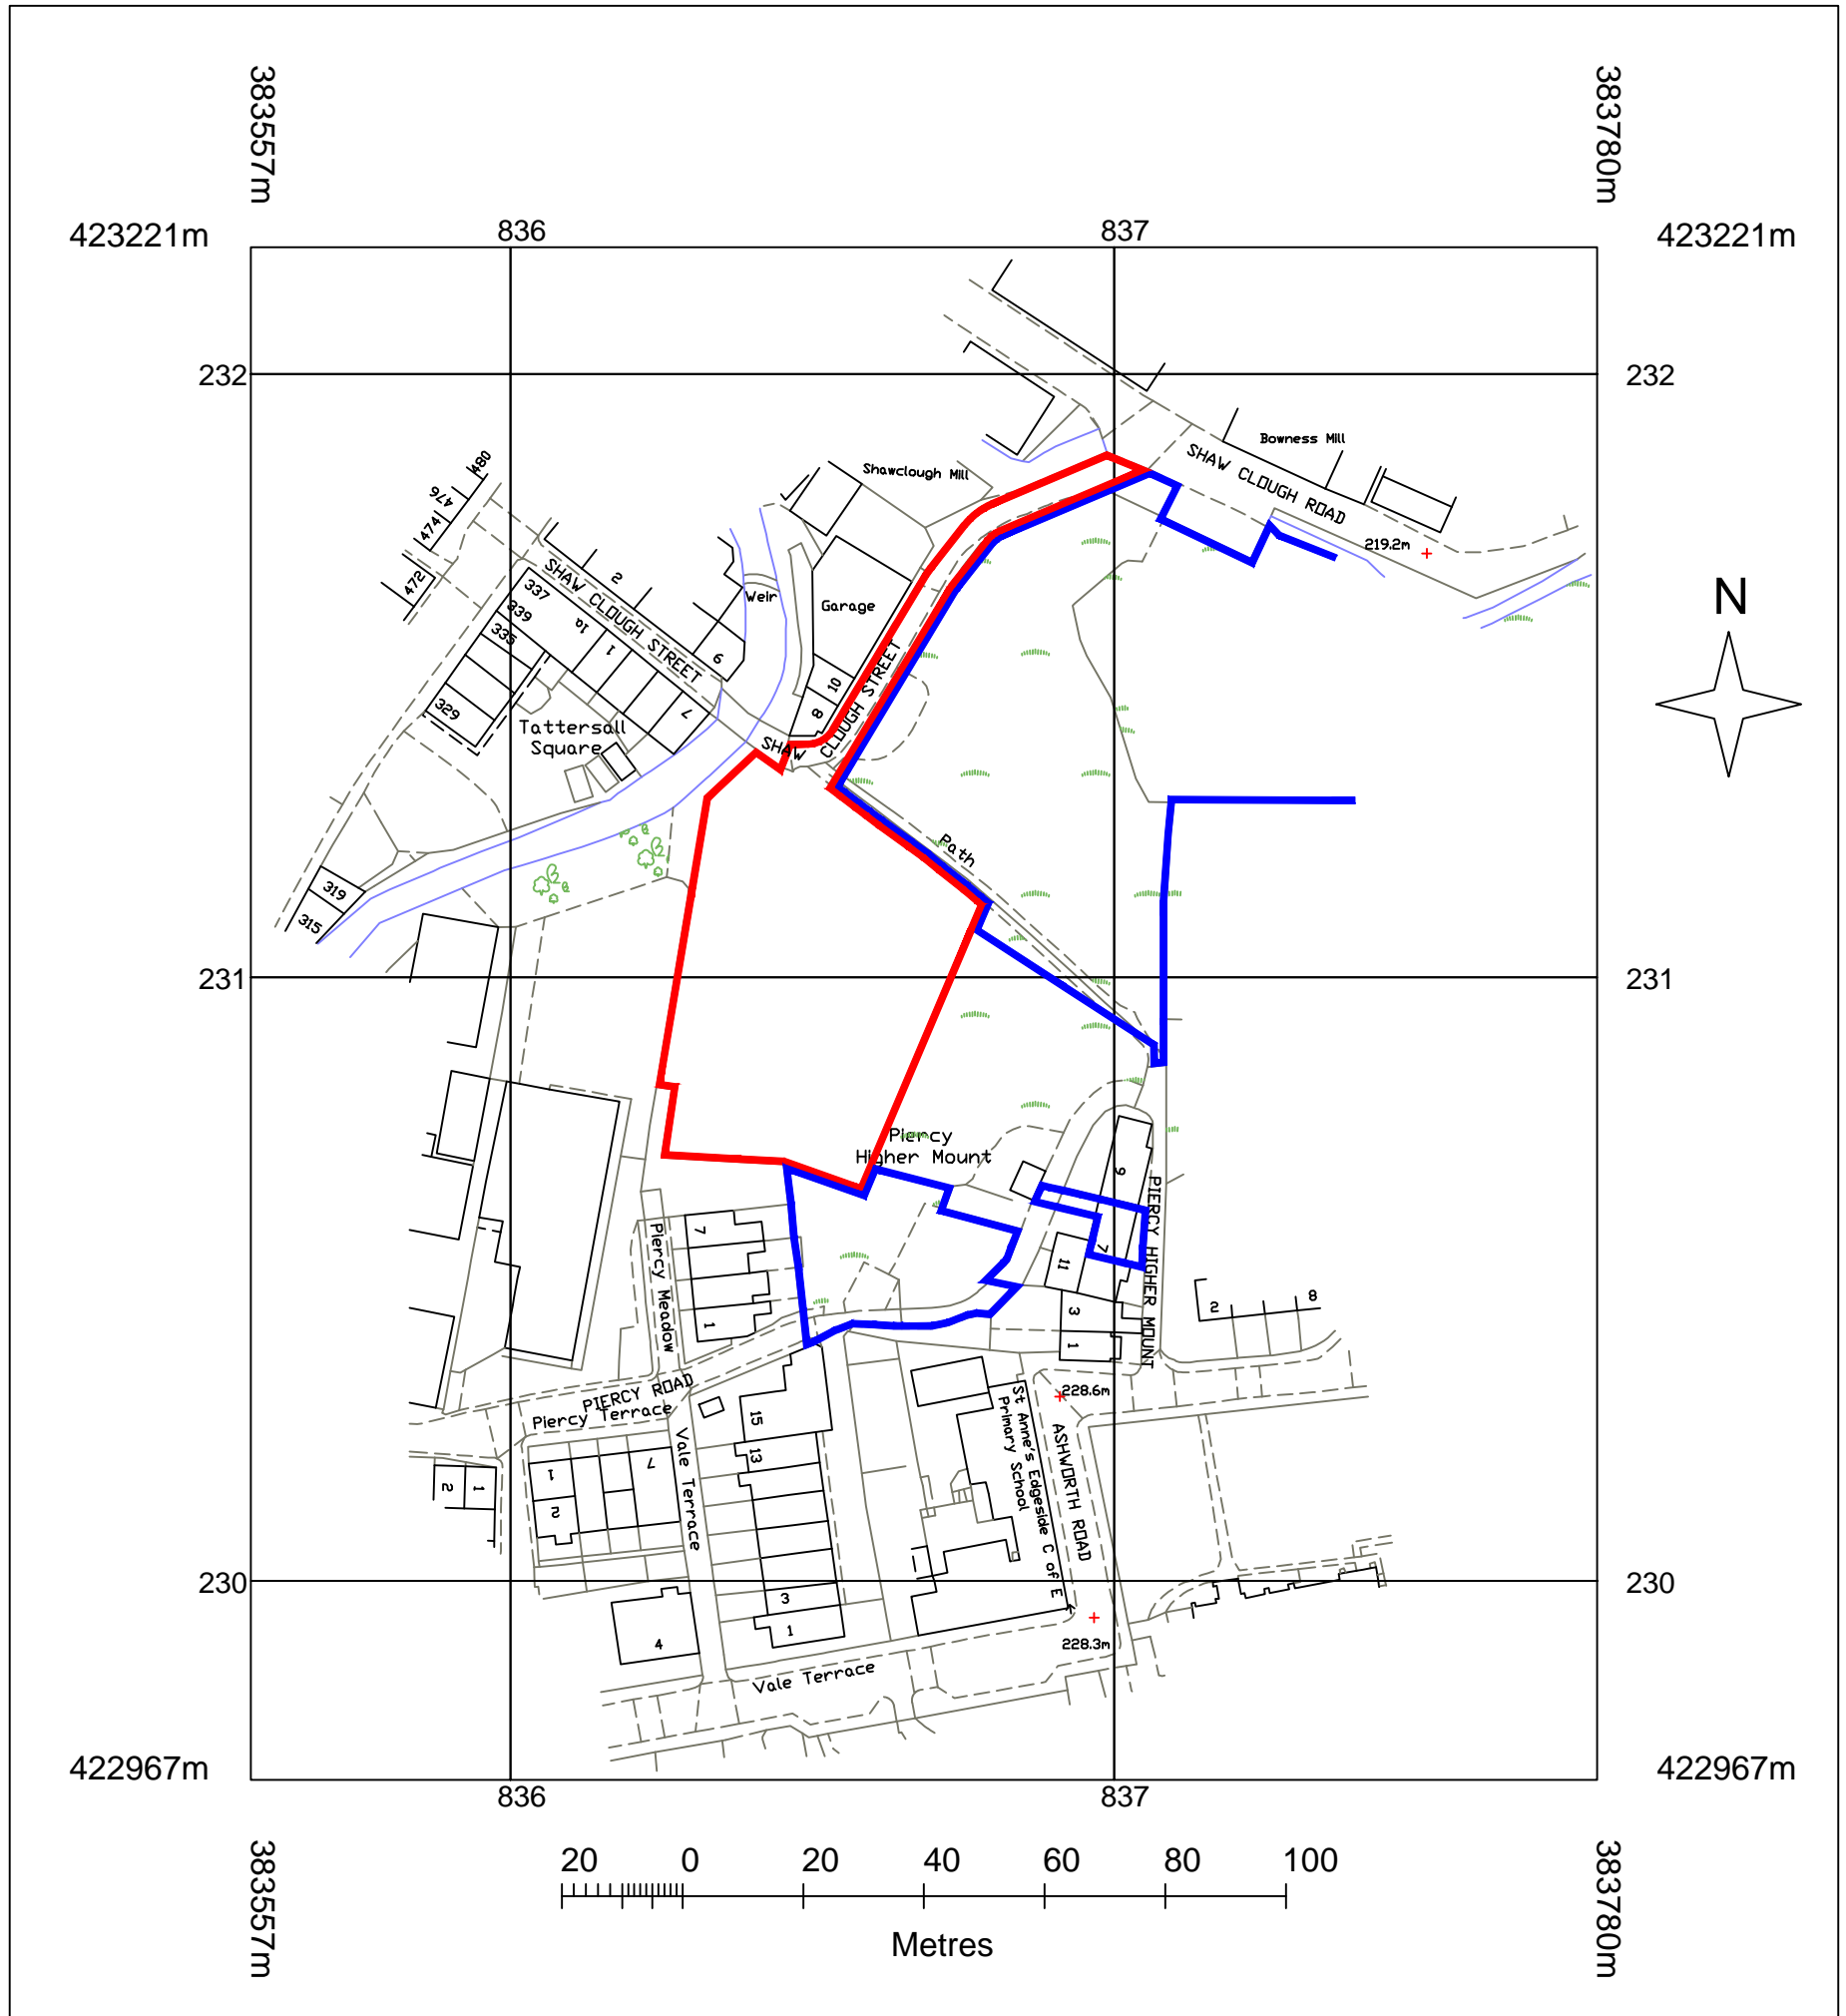 383557m
383780m
423221m
836
837
423221m
232
232
480
476
474
472
Bowness Mill
SHAW CLOUGH ROAD
219.2m
Shawclough Mill
N
SHAW CLOUGH STREET
2
337
339
335
1a
1
7
9
329
Weir
Garage
10
8
SHAW
CLOUGH STREET
Tattersall
Square
Path
319
315
231
231
Piercy
Higher Mount
9
7
11
3
1
PIERCY HIGHER MOUNT
7
1
Piercy Meadow
2
8
PIERCY ROAD
Piercy Terrace
228.6m
15
13
St Anne's Edgeside C of E
Primary School
ASHWORTH ROAD
Vale Terrace
1
2
7
2
1
230
230
3
1
4
228.3m
Vale Terrace
422967m
422967m
836
837
383557m
383780m
20 0 20 40 60 80 100
Metres